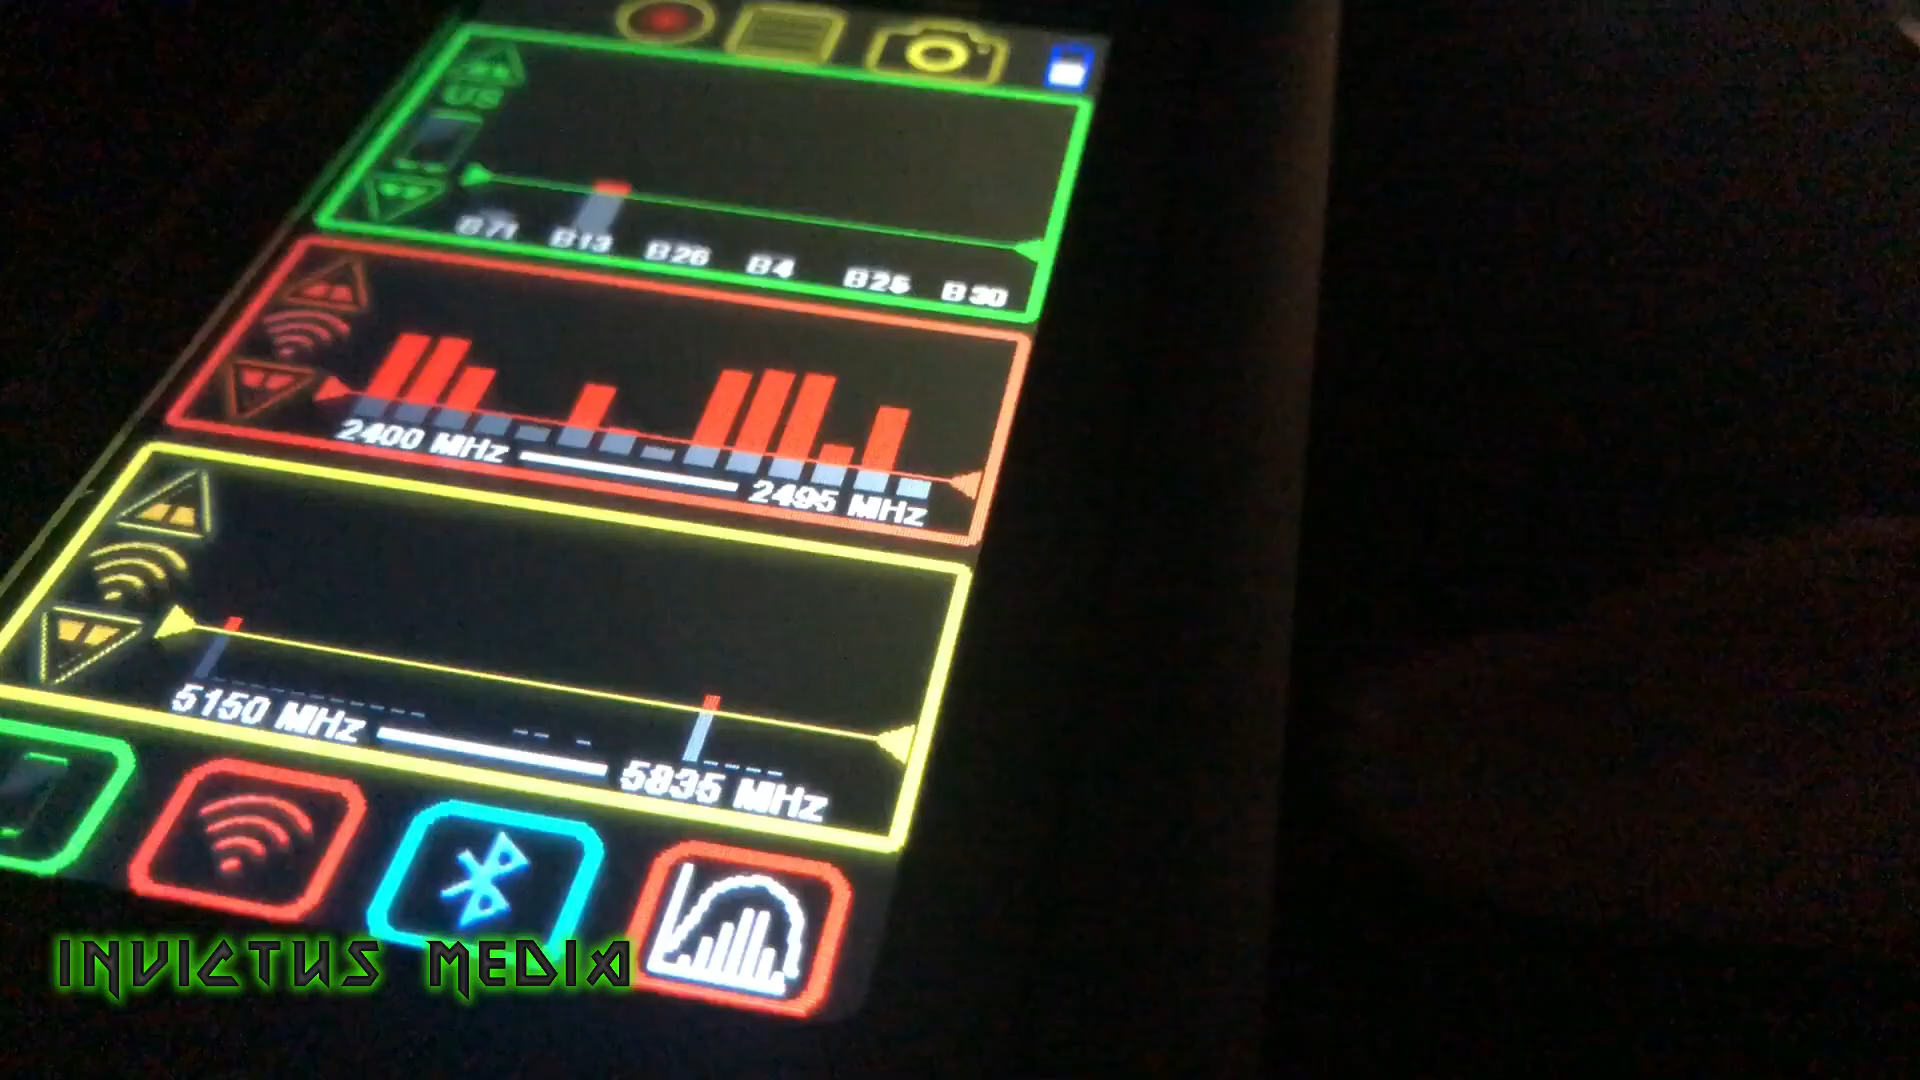 US
B71 B13 B26 B4 B25 B30
2400 MHz 2495 MHz
5150 MHz 5835 MHz
INVICTUS MEDIA